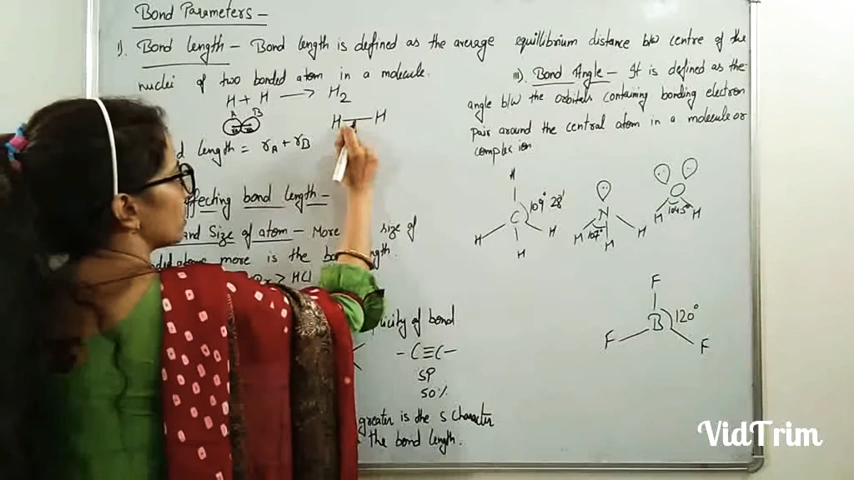 Bond Parameters -
i). Bond length - Bond length is defined as the average equilibrium distance b/w centre of the
nuclei of two bonded atom in a molecule.
H + H → H2
A B
H—H
d length = rA + rB
ffecting bond length -
and Size of atom - More size of
atom more is the length.
> HCl
plicity of bond
-C≡C-
SP
50%
greater is the s character
the bond length.
iii). Bond Angle - It is defined as the
angle b/w the orbitals containing bonding electron
pair around the central atom in a molecule or
complex ion
H
C 109° 28'
H H
H
N
H 107° H
H
O
H 104.5° H
F
B 120°
F F
VidTrim